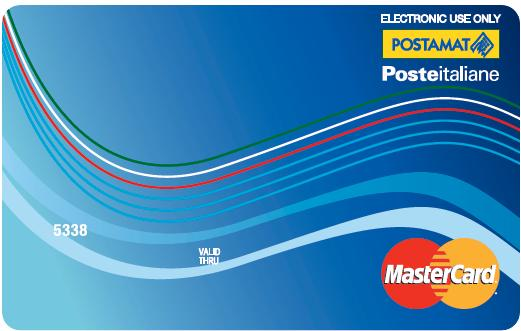 ELECTRONIC USE ONLY
POSTAMAT
Posteitaliane
5338
VALID
THRU
MasterCard